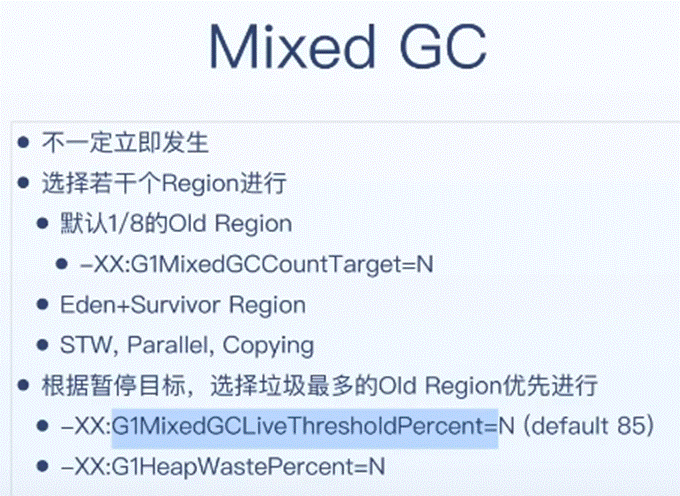 Mixed GC
不一定立即发生
选择若干个Region进行
默认1/8的Old Region
-XX:G1MixedGCCountTarget=N
Eden+Survivor Region
STW, Parallel, Copying
根据暂停目标，选择垃圾最多的Old Region优先进行
-XX:G1MixedGCLiveThresholdPercent=N (default 85)
-XX:G1HeapWastePercent=N